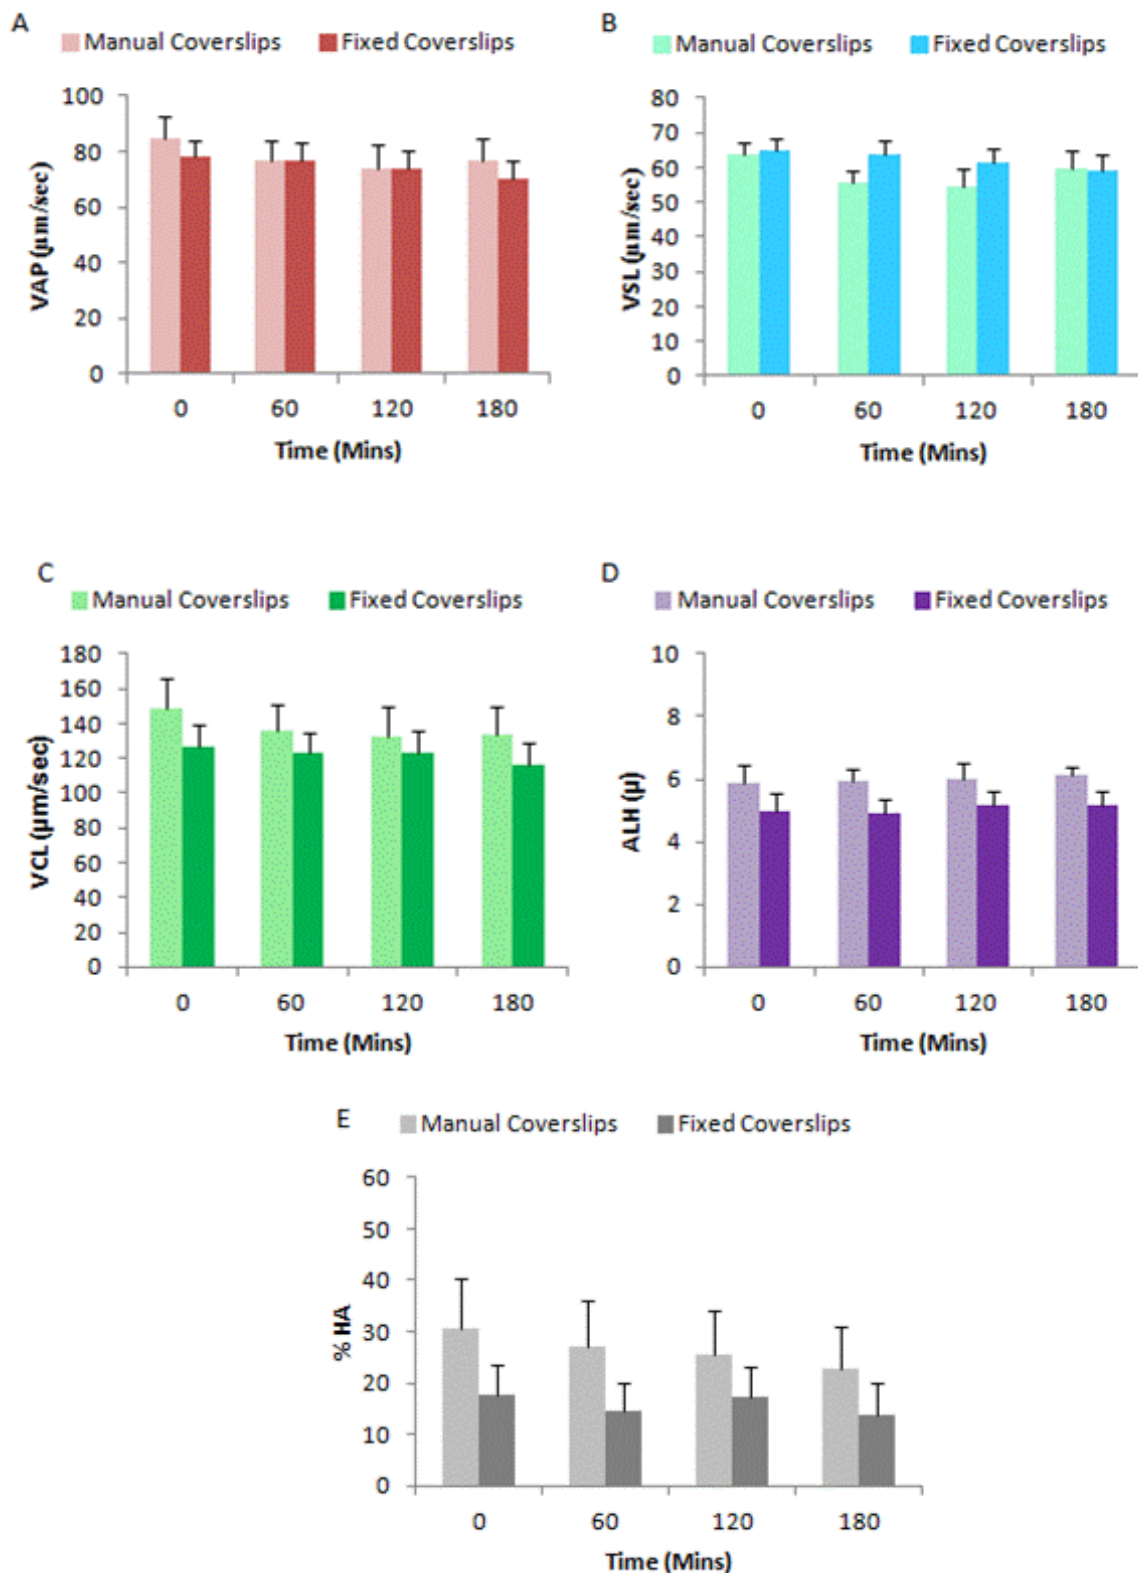 A
Manual Coverslips Fixed Coverslips
100
80
60
40
20
0
VAP (µm/sec)
0 60 120 180
Time (Mins)
B
Manual Coverslips Fixed Coverslips
80
70
60
50
40
30
20
10
0
VSL (µm/sec)
0 60 120 180
Time (Mins)
C
Manual Coverslips Fixed Coverslips
180
160
140
120
100
80
60
40
20
0
VCL (µm/sec)
0 60 120 180
Time (Mins)
D
Manual Coverslips Fixed Coverslips
10
8
6
4
2
0
ALH (µ)
0 60 120 180
Time (Mins)
E
Manual Coverslips Fixed Coverslips
60
50
40
30
20
10
0
% HA
0 60 120 180
Time (Mins)